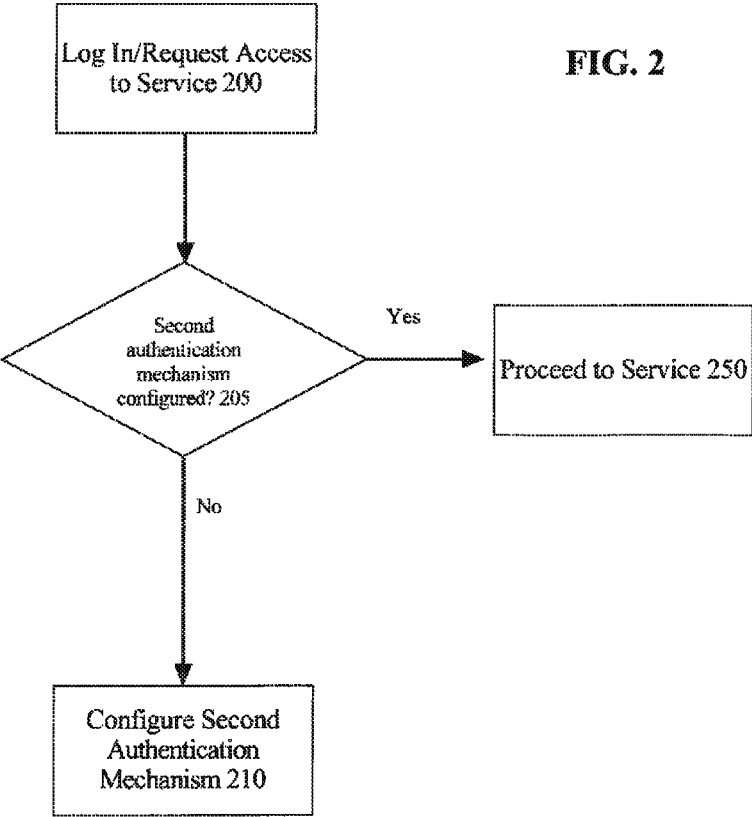 Log In/Request Access
to Service 200
FIG. 2
Second
authentication
mechanism
configured? 205
Yes
Proceed to Service 250
No
Configure Second
Authentication
Mechanism 210